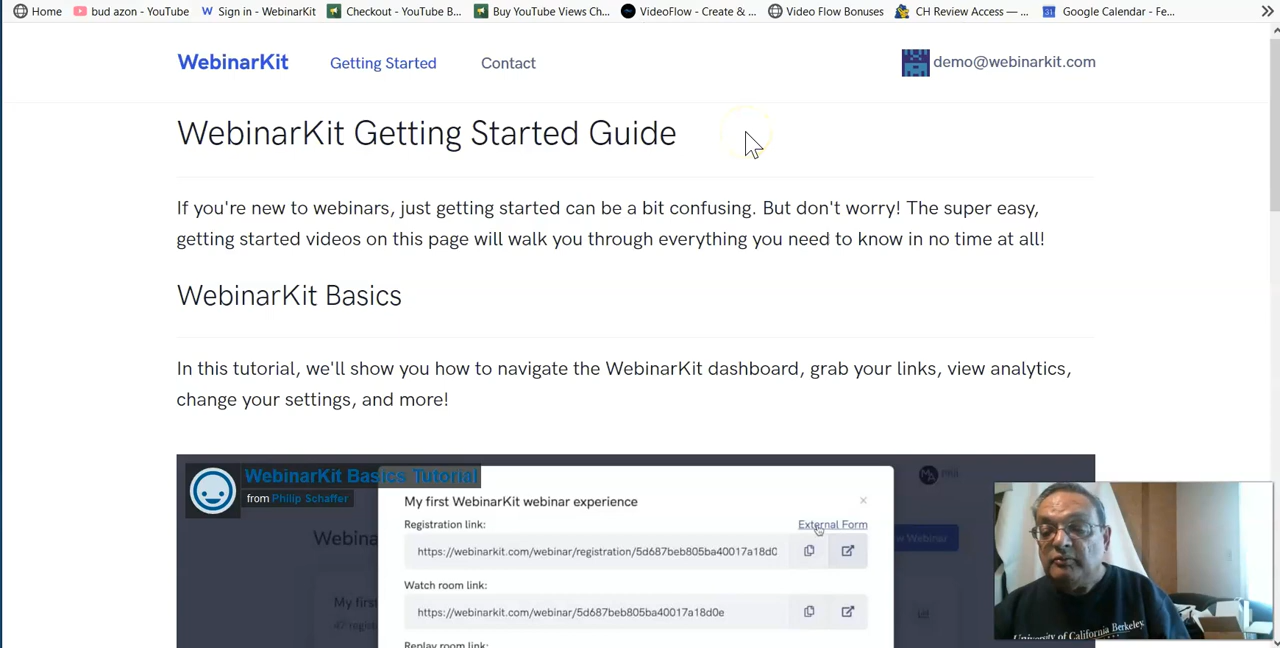 Home bud azon - YouTube Sign in - WebinarKit Checkout - YouTube B... Buy YouTube Views Ch... VideoFlow - Create & ... Video Flow Bonuses CH Review Access — ... 31 Google Calendar - Fe...
WebinarKit Getting Started Contact demo@webinarkit.com
WebinarKit Getting Started Guide
If you're new to webinars, just getting started can be a bit confusing. But don't worry! The super easy,
getting started videos on this page will walk you through everything you need to know in no time at all!
WebinarKit Basics
In this tutorial, we'll show you how to navigate the WebinarKit dashboard, grab your links, view analytics,
change your settings, and more!
WebinarKit Basics Tutorial
from Philip Schaffer
My first WebinarKit webinar experience
Registration link: External Form
https://webinarkit.com/webinar/registration/5d687beb805ba40017a18d0
Watch room link:
https://webinarkit.com/webinar/5d687beb805ba40017a18d0e
Replay room link:
Webina
w Webinar
My first
47 regist
University of California Berkeley